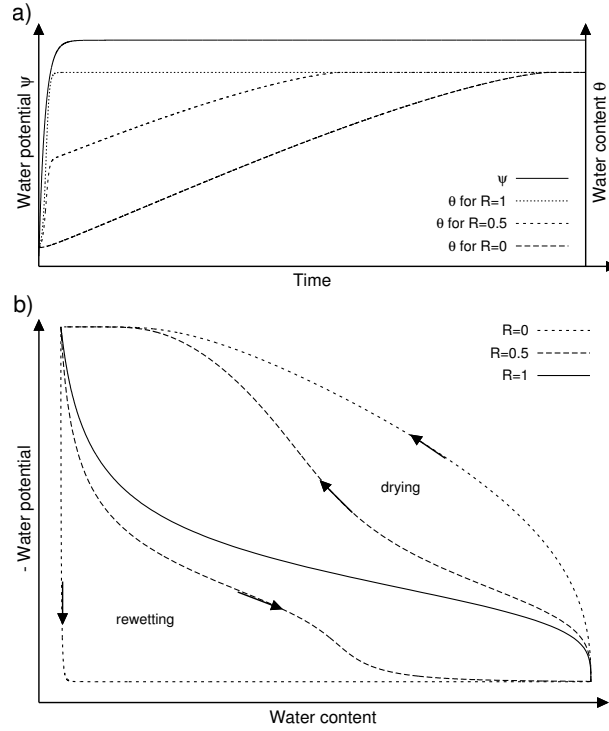 a)
Water potential ψ
Water content θ
ψ
θ for R=1
θ for R=0.5
θ for R=0
Time
b)
R=0
R=0.5
R=1
drying
- Water potential
rewetting
Water content